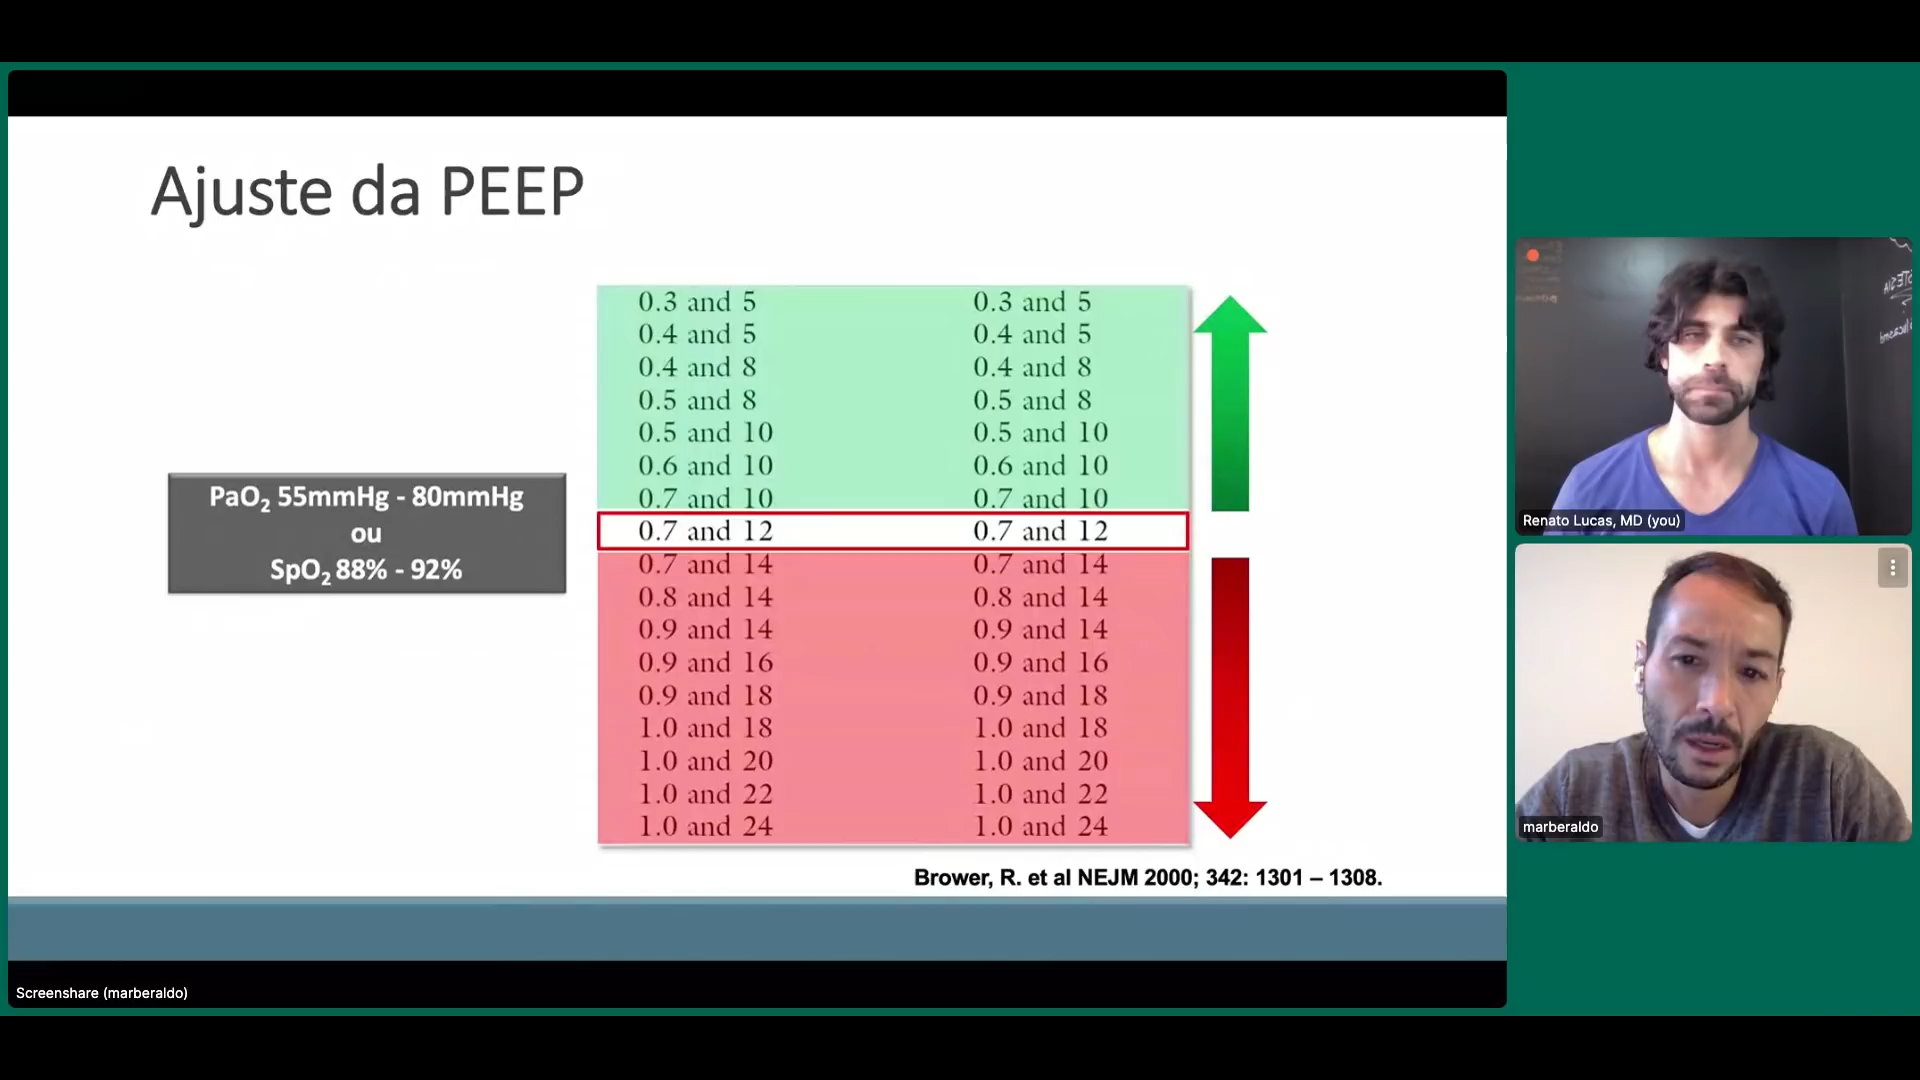 Ajuste da PEEP
PaO2 55mmHg - 80mmHg
ou
SpO2 88% - 92%
0.3 and 5 0.3 and 5
0.4 and 5 0.4 and 5
0.4 and 8 0.4 and 8
0.5 and 8 0.5 and 8
0.5 and 10 0.5 and 10
0.6 and 10 0.6 and 10
0.7 and 10 0.7 and 10
0.7 and 12 0.7 and 12
0.7 and 14 0.7 and 14
0.8 and 14 0.8 and 14
0.9 and 14 0.9 and 14
0.9 and 16 0.9 and 16
0.9 and 18 0.9 and 18
1.0 and 18 1.0 and 18
1.0 and 20 1.0 and 20
1.0 and 22 1.0 and 22
1.0 and 24 1.0 and 24
Brower, R. et al NEJM 2000; 342: 1301 – 1308.
Screenshare (marberaldo)
Renato Lucas, MD (you)
marberaldo